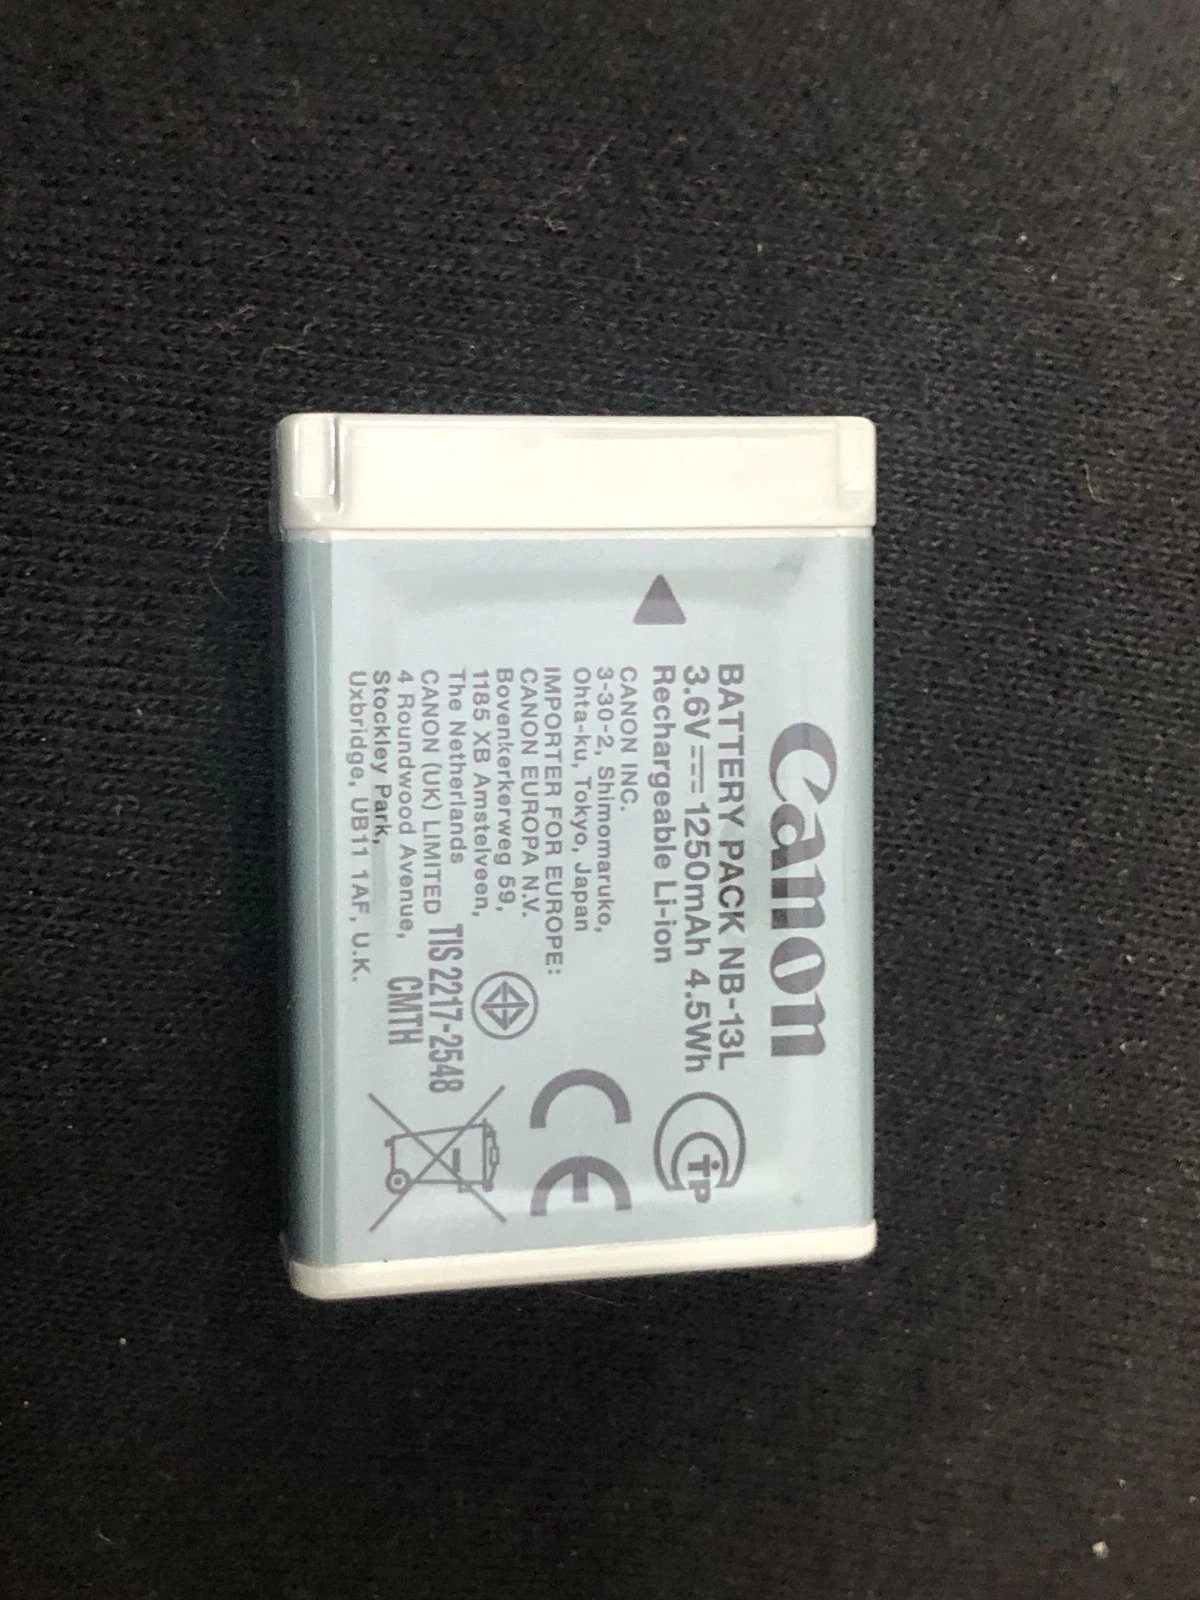 Canon
BATTERY PACK NB-13L
3.6V⎓1250mAh 4.5Wh
Rechargeable Li-ion
CANON INC.
3-30-2, Shimomaruko,
Ohta-ku, Tokyo, Japan
IMPORTER FOR EUROPE:
CANON EUROPA N.V.
Bovenkerkerweg 59,
1185 XB Amstelveen,
The Netherlands
CANON (UK) LIMITED
4 Roundwood Avenue,
Stockley Park,
Uxbridge, UB11 1AF, U.K.
TIS 2217-2548
CMTH
TP
CE